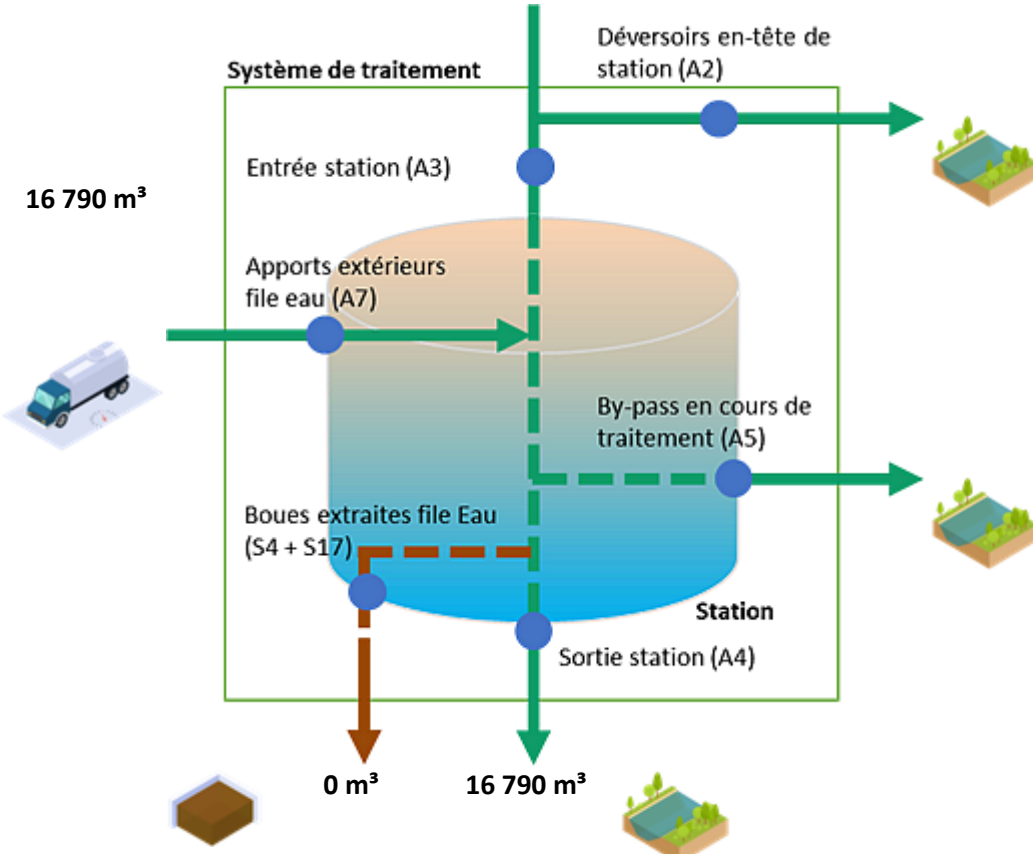 Déversoirs en-tête de
station (A2)
Système de traitement
Entrée station (A3)
16 790 m³
Apports extérieurs
file eau (A7)
By-pass en cours de
traitement (A5)
Boues extraites file Eau
(S4 + S17)
Station
Sortie station (A4)
0 m³
16 790 m³